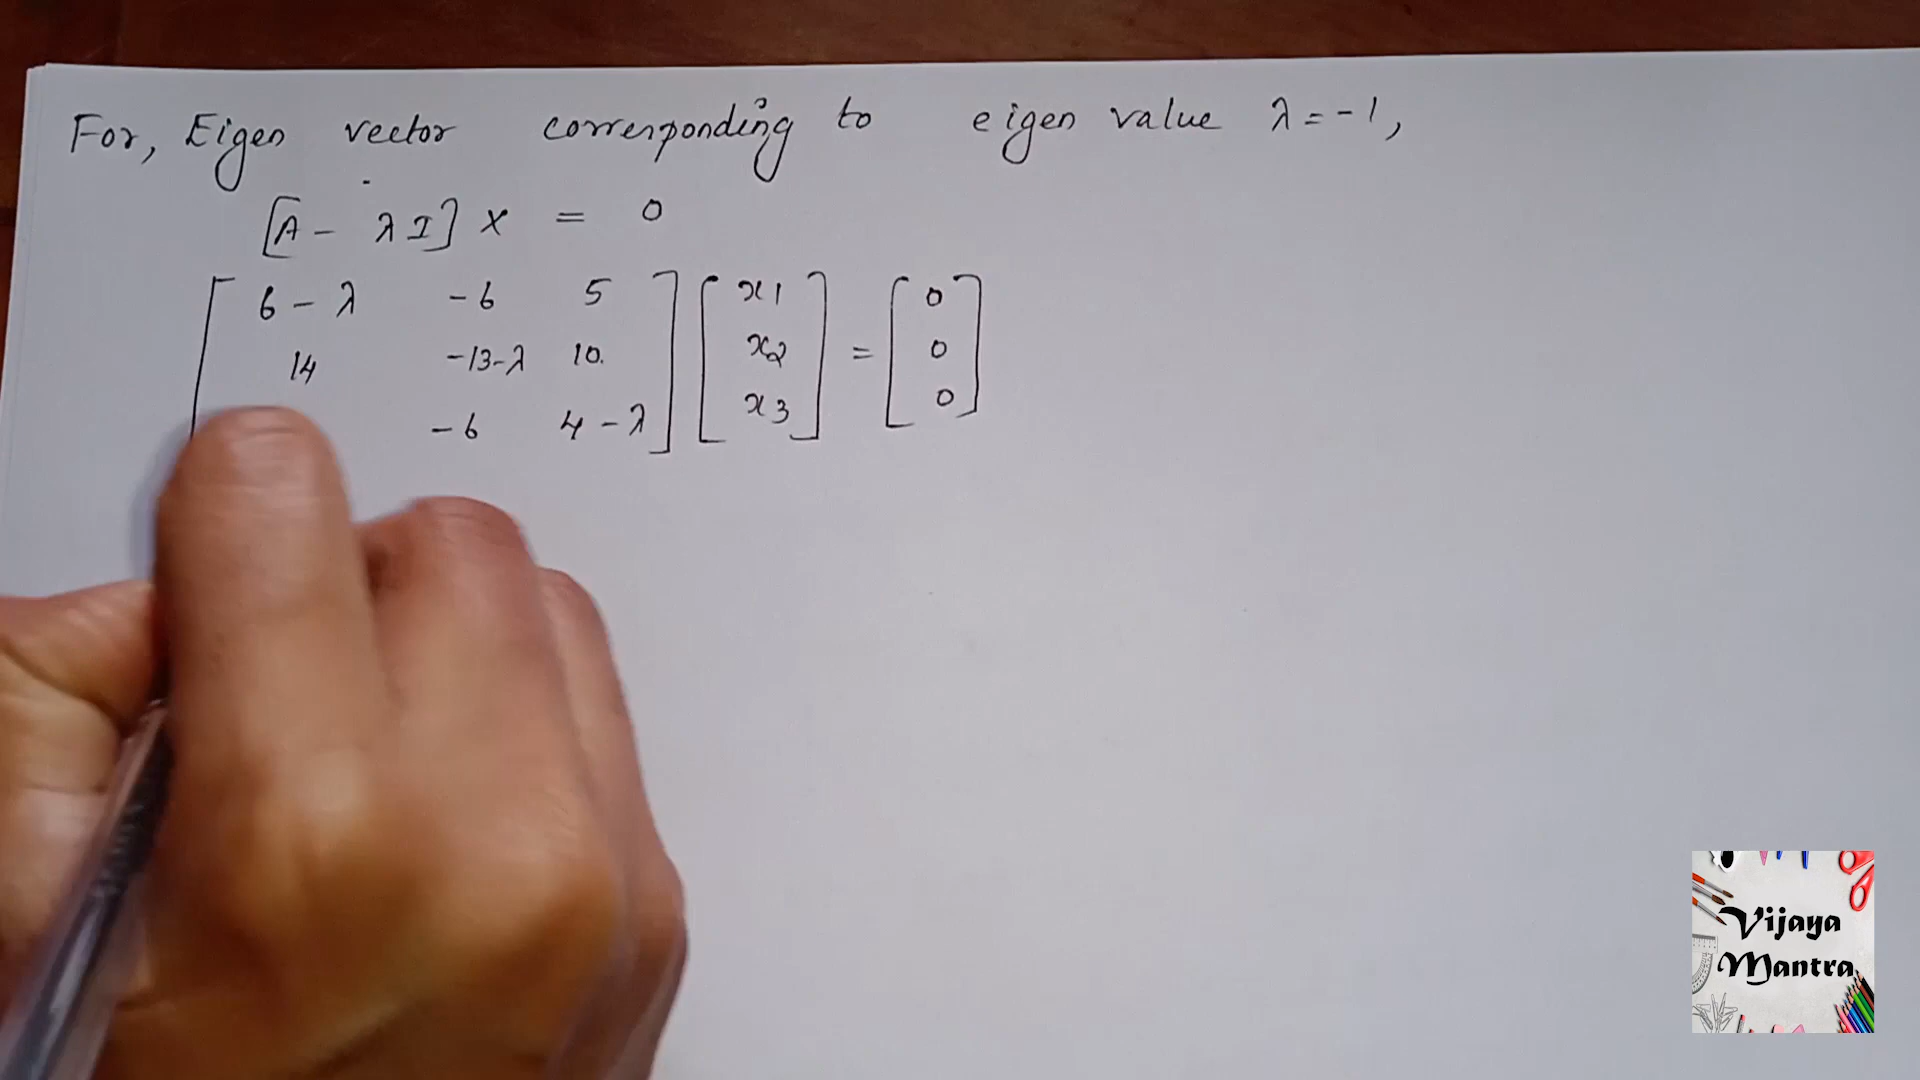 For, Eigen vector corresponding to eigen value λ = -1,
[A - λI] X = 0
6 - λ -6 5 x1 0
14 -13-λ 10 x2 = 0
-6 4 - λ x3 0
Vijaya
Mantra